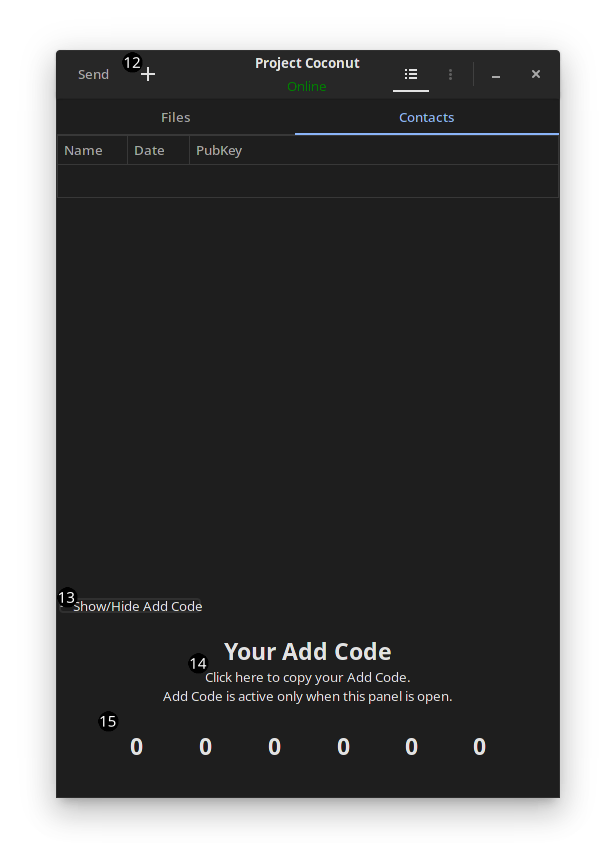 Send
12
Project Coconut
Online
Files
Contacts
Name
Date
PubKey
13
Show/Hide Add Code
Your Add Code
14
Click here to copy your Add Code.
Add Code is active only when this panel is open.
15
0 0 0 0 0 0